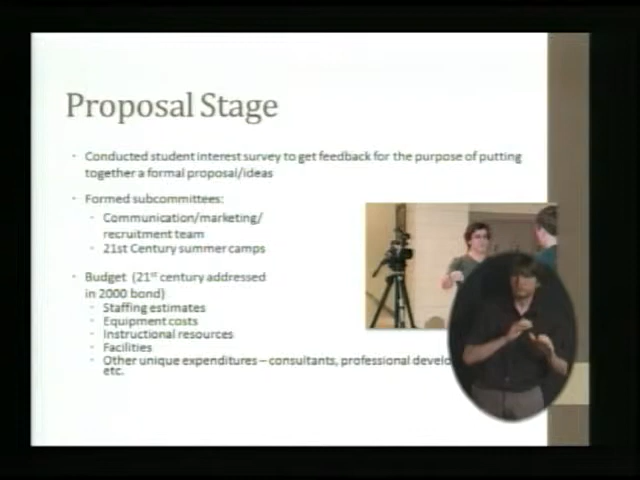 Proposal Stage
Conducted student interest survey to get feedback for the purpose of putting
together a formal proposal/ideas
Formed subcommittees:
Communication/marketing/
recruitment team
21st Century summer camps
Budget (21st century addressed
in 2000 bond)
Staffing estimates
Equipment costs
Instructional resources
Facilities
Other unique expenditures – consultants, professional develo
etc.